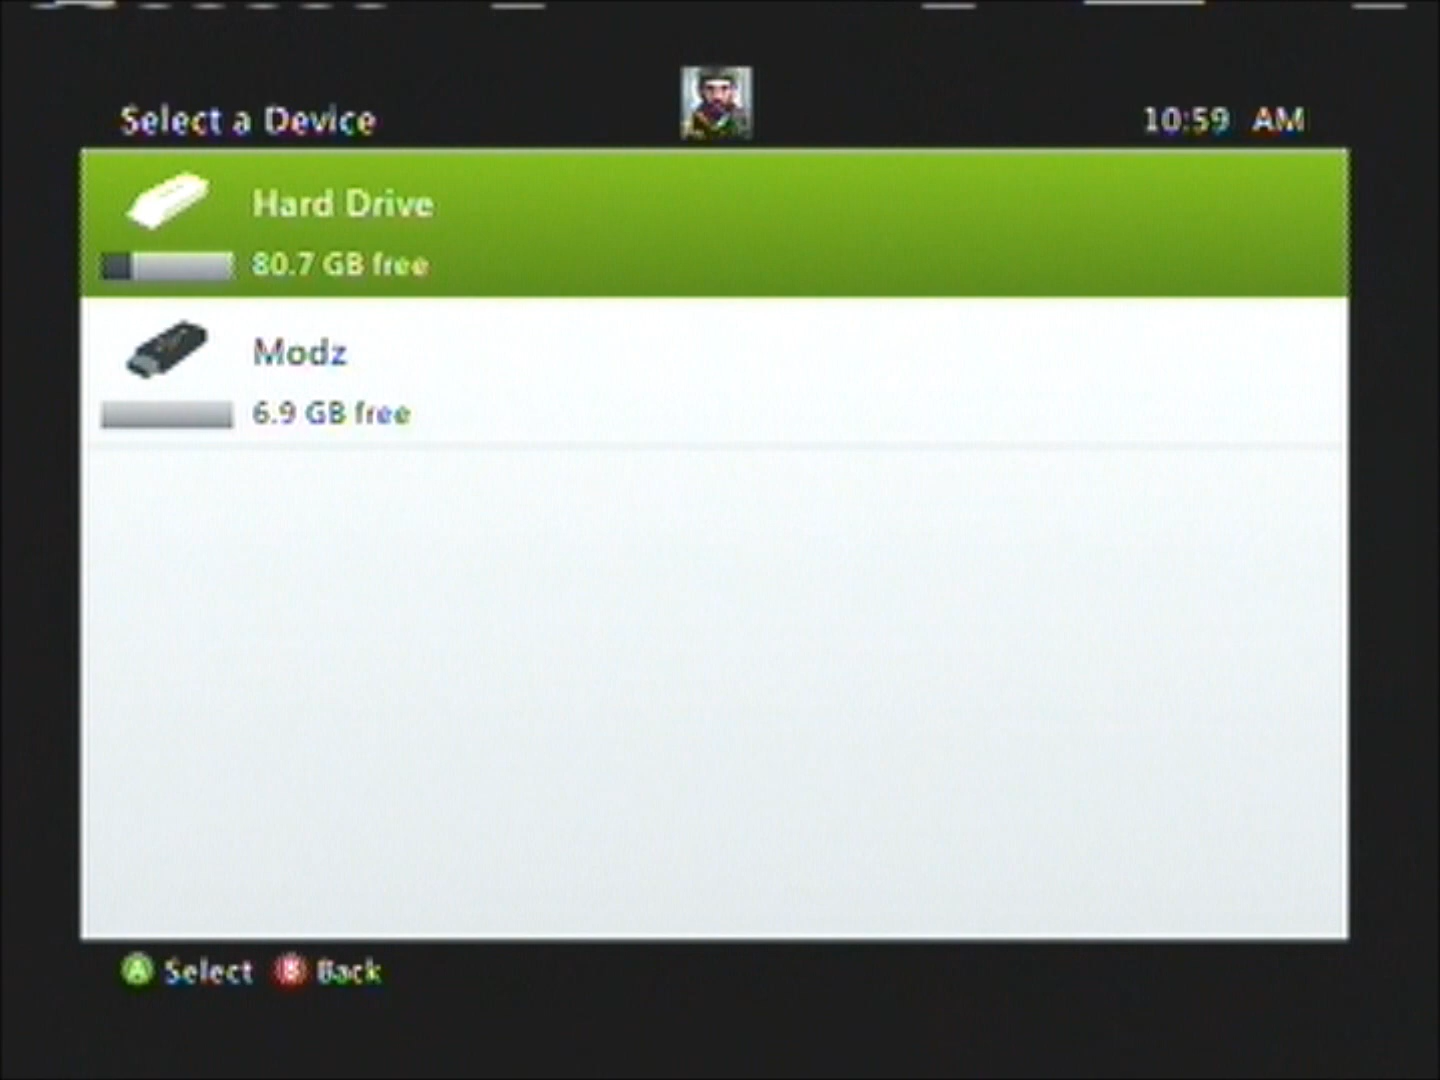 Select a Device
10:59 AM
Hard Drive
80.7 GB free
Modz
6.9 GB free
A Select B Back